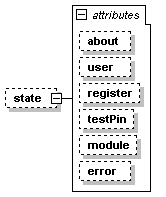 attributes
about
user
state
register
testPin
module
error